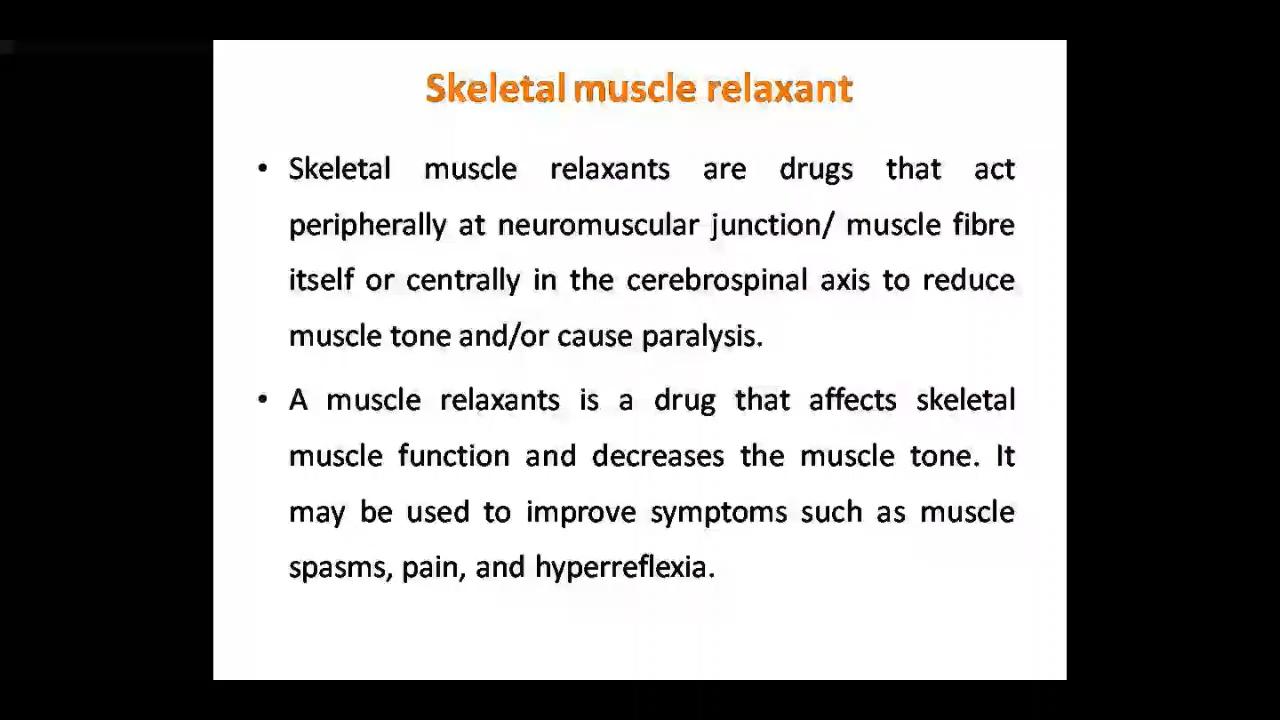 Skeletal muscle relaxant
• Skeletal muscle relaxants are drugs that act
peripherally at neuromuscular junction/ muscle fibre
itself or centrally in the cerebrospinal axis to reduce
muscle tone and/or cause paralysis.
• A muscle relaxants is a drug that affects skeletal
muscle function and decreases the muscle tone. It
may be used to improve symptoms such as muscle
spasms, pain, and hyperreflexia.